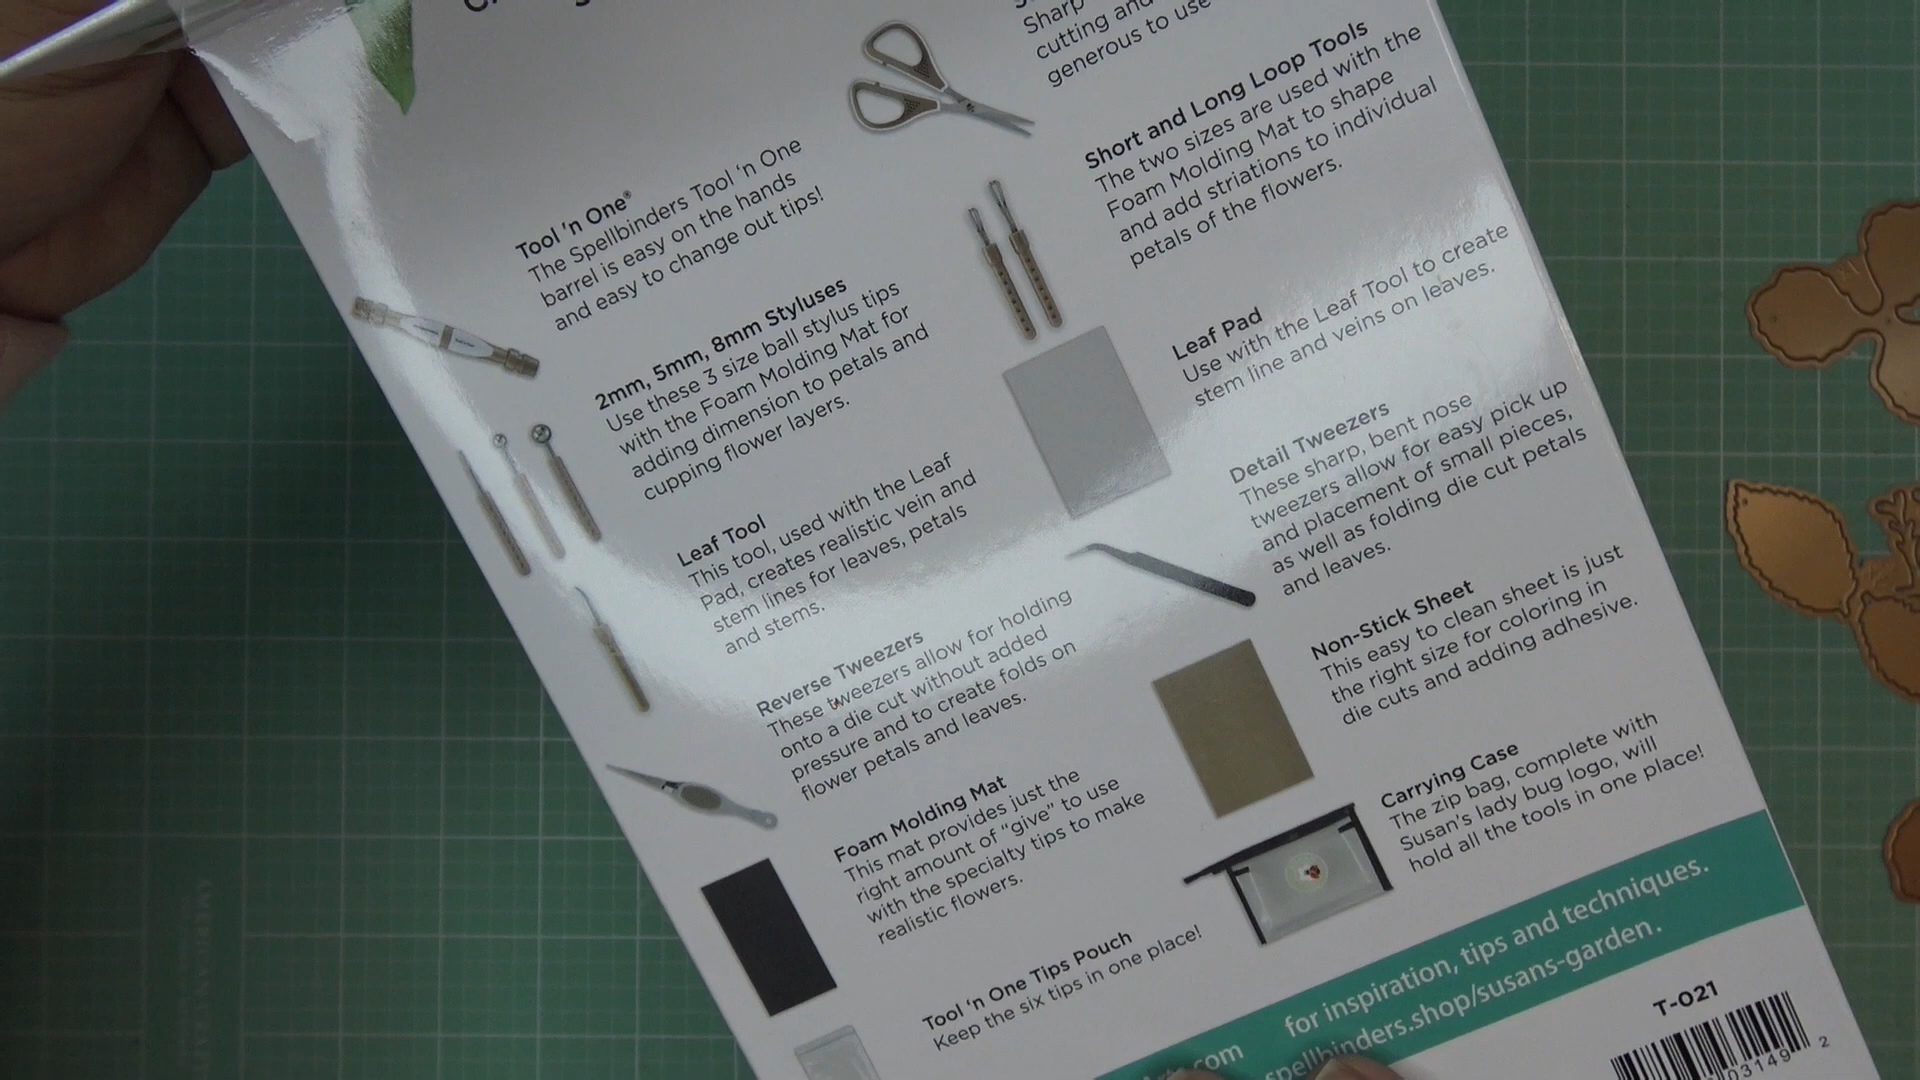 Tool 'n One®
The Spellbinders Tool 'n One
barrel is easy on the hands
and easy to change out tips!
2mm, 5mm, 8mm Styluses
Use these 3 size ball stylus tips
with the Foam Molding Mat for
adding dimension to petals and
cupping flower layers.
Leaf Tool
This tool, used with the Leaf
Pad, creates realistic vein and
stem lines for leaves, petals
and stems.
Reverse Tweezers
These tweezers allow for holding
onto a die cut without added
pressure and to create folds on
flower petals and leaves.
Foam Molding Mat
This mat provides just the
right amount of “give” to use
with the specialty tips to make
realistic flowers.
Tool 'n One Tips Pouch
Keep the six tips in one place!
Sharp
cutting and
generous to use
Short and Long Loop Tools
The two sizes are used with the
Foam Molding Mat to shape
and add striations to individual
petals of the flowers.
Leaf Pad
Use with the Leaf Tool to create
stem line and veins on leaves.
Detail Tweezers
These sharp, bent nose
tweezers allow for easy pick up
and placement of small pieces,
as well as folding die cut petals
and leaves.
Non-Stick Sheet
This easy to clean sheet is just
the right size for coloring in
die cuts and adding adhesive.
Carrying Case
The zip bag, complete with
Susan's lady bug logo, will
hold all the tools in one place!
.com for inspiration, tips and techniques.
spellbinders.shop/susans-garden.
T-021
03149 2